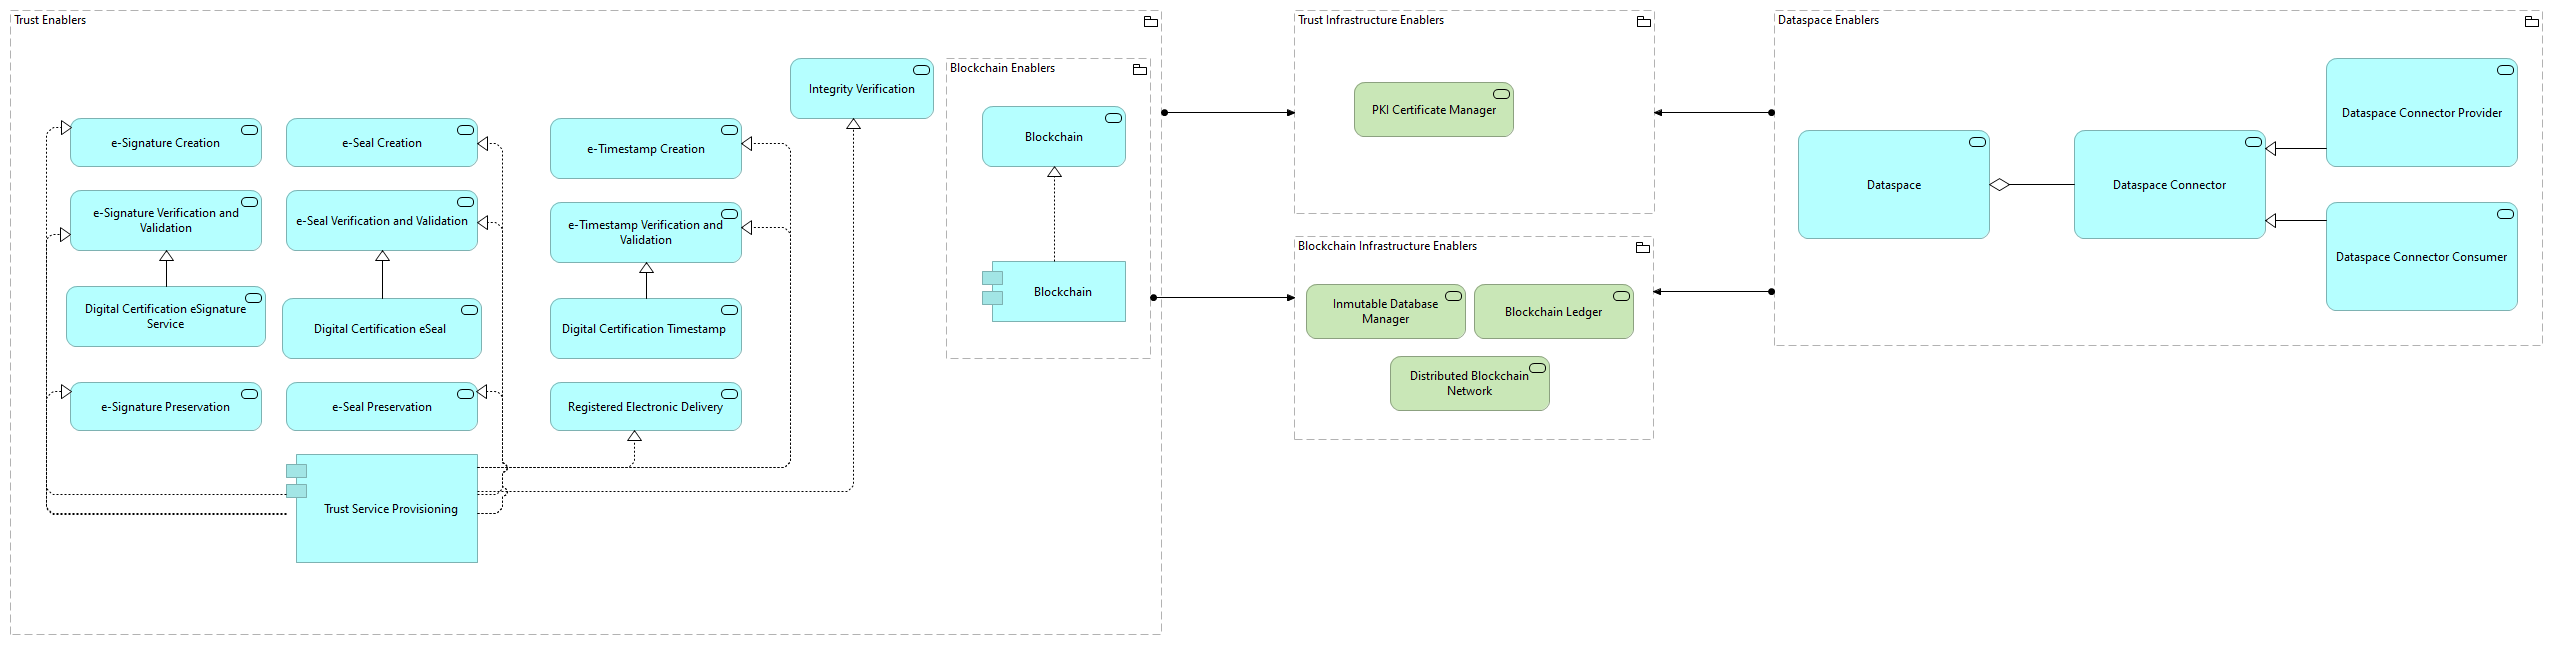 Trust Enablers
Integrity Verification
e-Signature Creation
e-Seal Creation
e-Timestamp Creation
e-Signature Verification and
Validation
e-Seal Verification and Validation
e-Timestamp Verification and
Validation
Digital Certification eSignature
Service
Digital Certification eSeal
Digital Certification Timestamp
e-Signature Preservation
e-Seal Preservation
Registered Electronic Delivery
Trust Service Provisioning
Blockchain Enablers
Blockchain
Blockchain
Trust Infrastructure Enablers
PKI Certificate Manager
Blockchain Infrastructure Enablers
Inmutable Database
Manager
Blockchain Ledger
Distributed Blockchain
Network
Dataspace Enablers
Dataspace
Dataspace Connector
Dataspace Connector Provider
Dataspace Connector Consumer